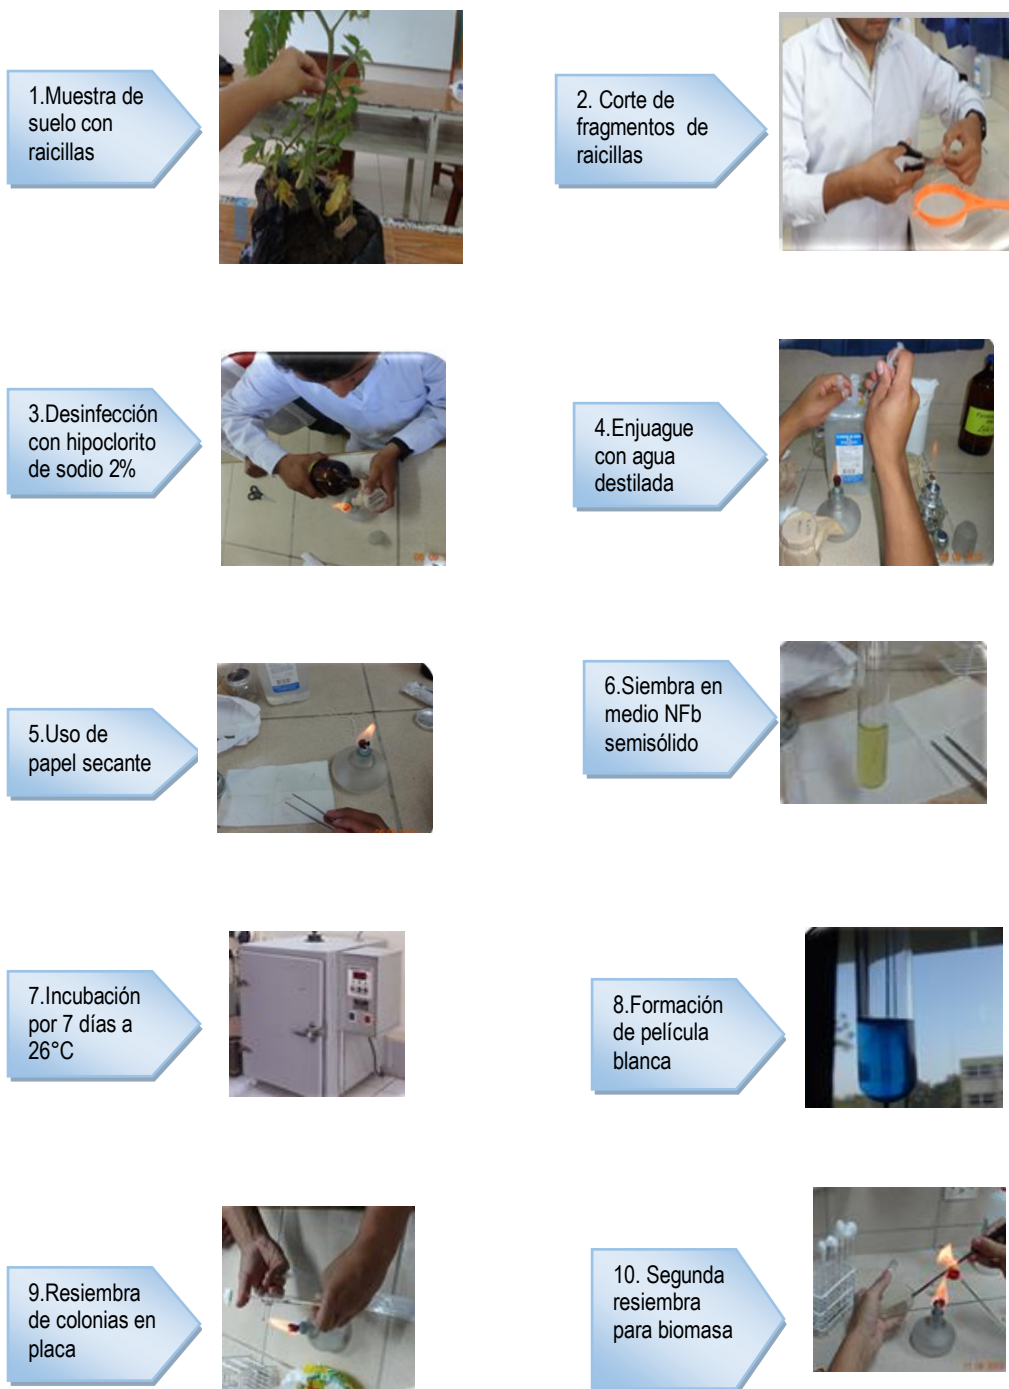 1.Muestra de
suelo con
raicillas
2. Corte de
fragmentos de
raicillas
3.Desinfección
con hipoclorito
de sodio 2%
4.Enjuague
con agua
destilada
5.Uso de
papel secante
6.Siembra en
medio NFb
semisólido
7.Incubación
por 7 días a
26°C
8.Formación
de película
blanca
9.Resiembra
de colonias en
placa
10. Segunda
resiembra
para biomasa